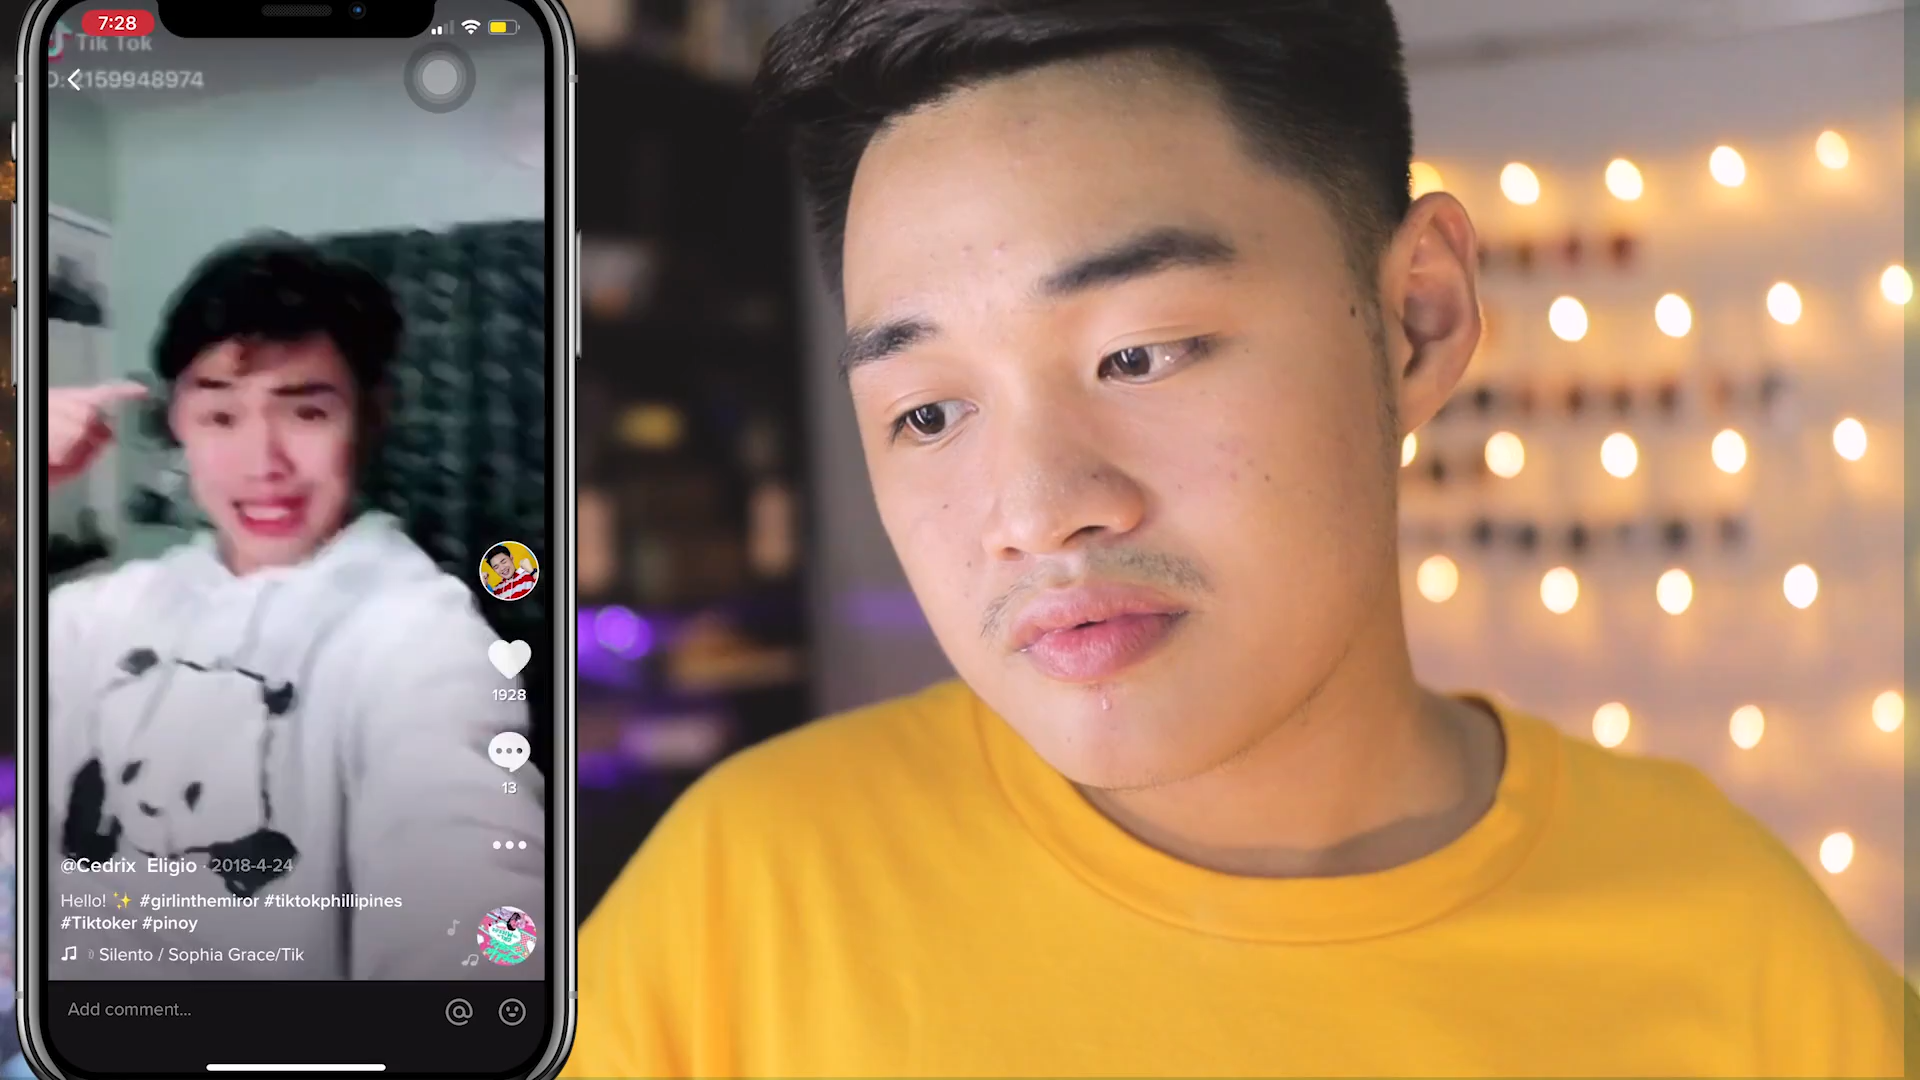 7:28
Tik Tok
D: 2159948974
1928
13
@Cedrix Eligio · 2018-4-24
Hello! ✨ #girlinthemiror #tiktokphillipines
#Tiktoker #pinoy
Silento / Sophia Grace/Tik
Add comment...